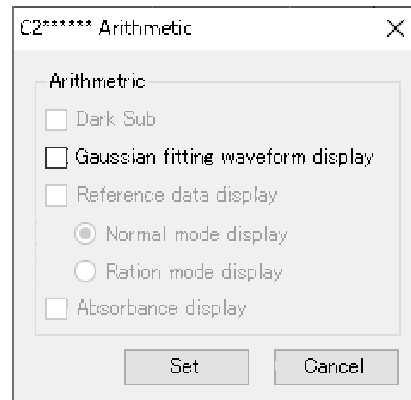 C2****** Arithmetic
Arithmetric
Dark Sub
Gaussian fitting waveform display
Reference data display
Normal mode display
Ration mode display
Absorbance display
Set Cancel